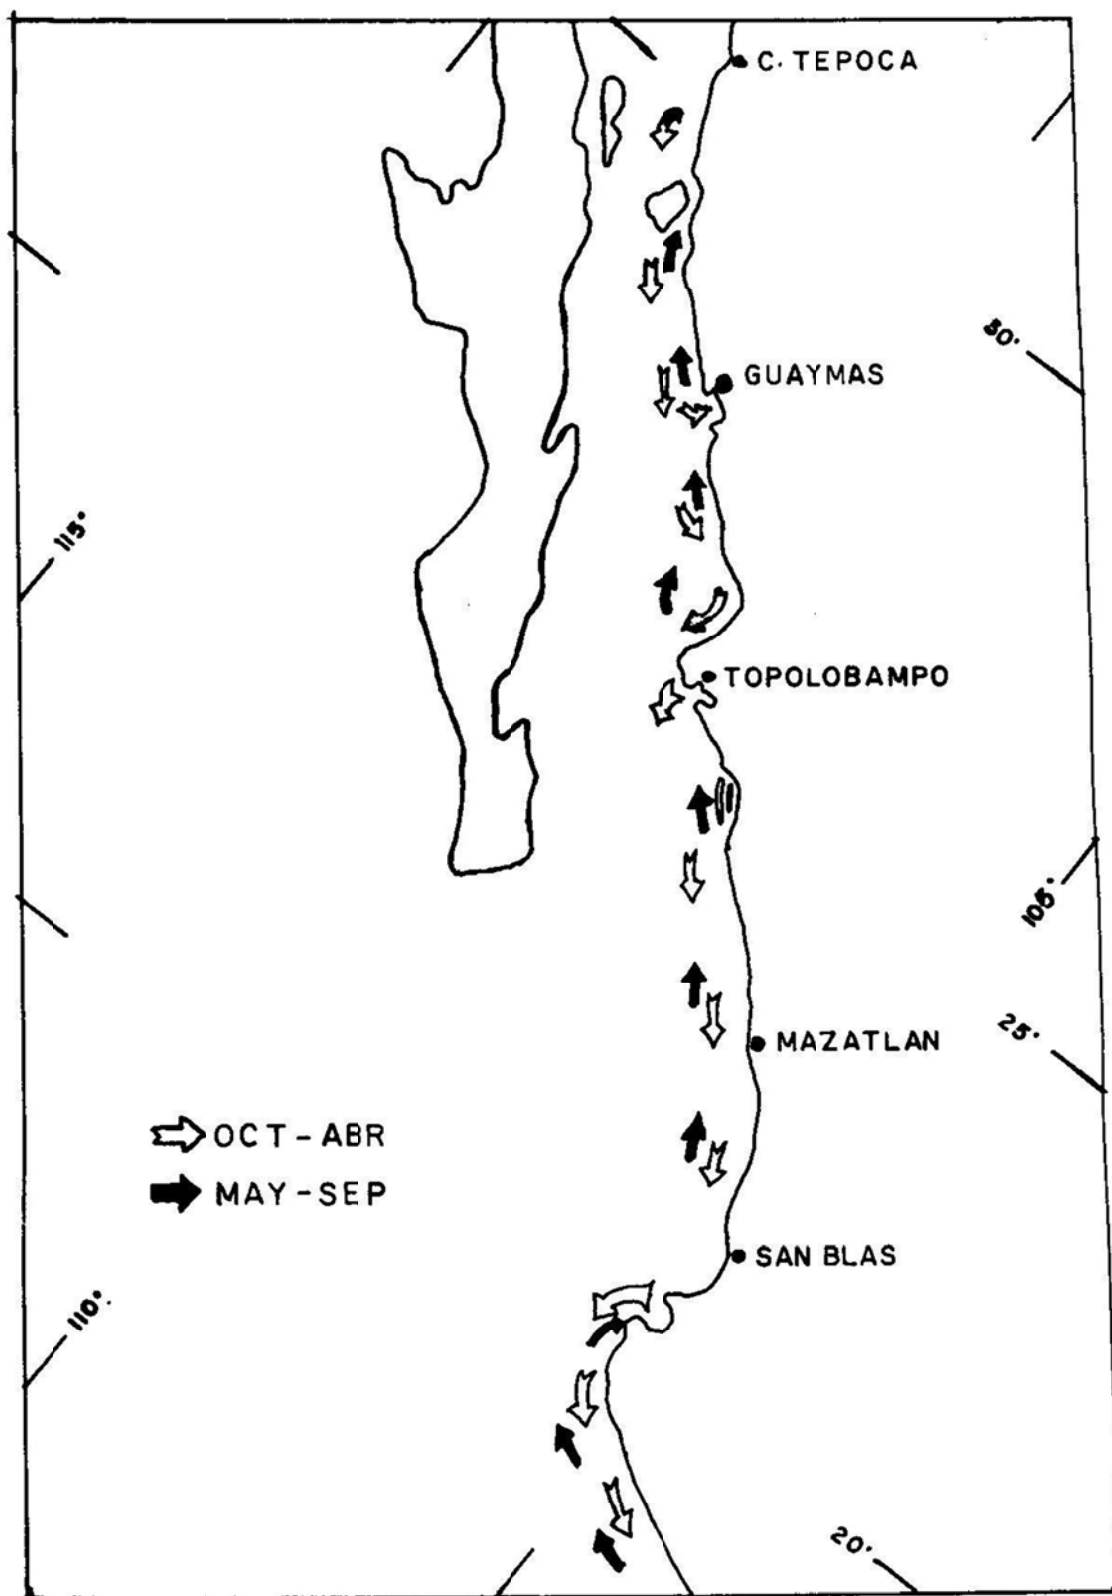 C. TEPOCA
30°
GUAYMAS
115°
TOPOLOBAMPO
105°
25°
MAZATLAN
OCT - ABR
MAY - SEP
SAN BLAS
110°
20°